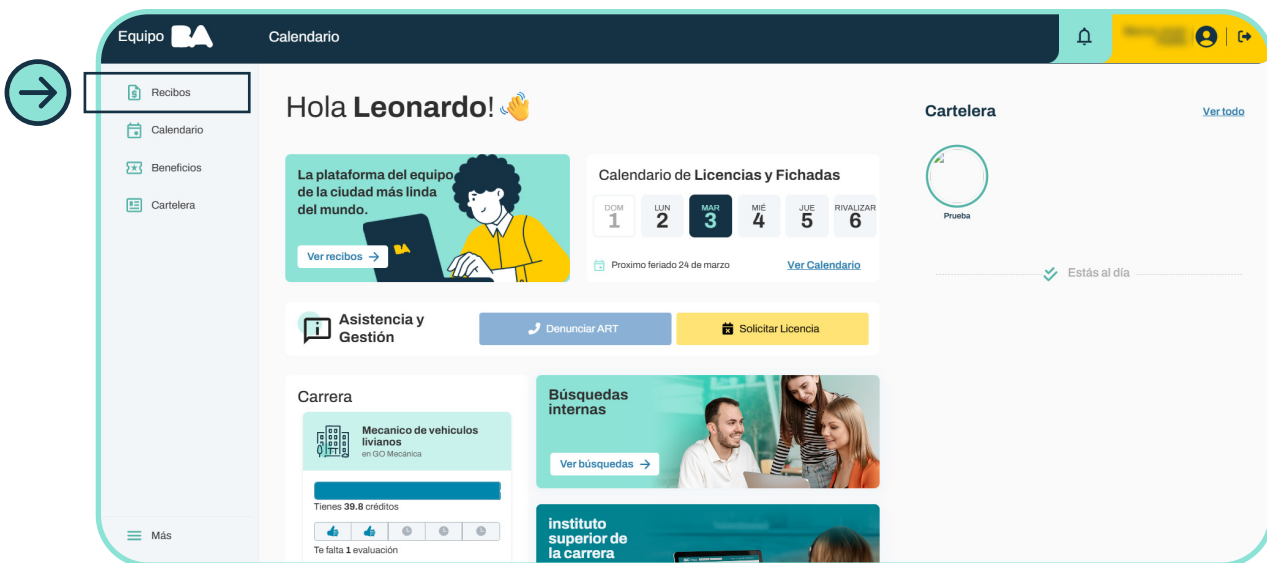 Equipo BA
Calendario
Recibos
Calendario
Beneficios
Cartelera
Más
Hola Leonardo!
La plataforma del equipo
de la ciudad más linda
del mundo.
Ver recibos
Calendario de Licencias y Fichadas
DOM LUN MAR MIÉ JUE RIVALIZAR
1 2 3 4 5 6
Proximo feriado 24 de marzo
Ver Calendario
Asistencia y
Gestión
Denunciar ART
Solicitar Licencia
Carrera
Mecanico de vehiculos
livianos
en GO Mecánica
Tienes 39.8 créditos
Te falta 1 evaluación
Búsquedas
internas
Ver búsquedas
instituto
superior de
la carrera
Cartelera
Ver todo
Prueba
Estás al día